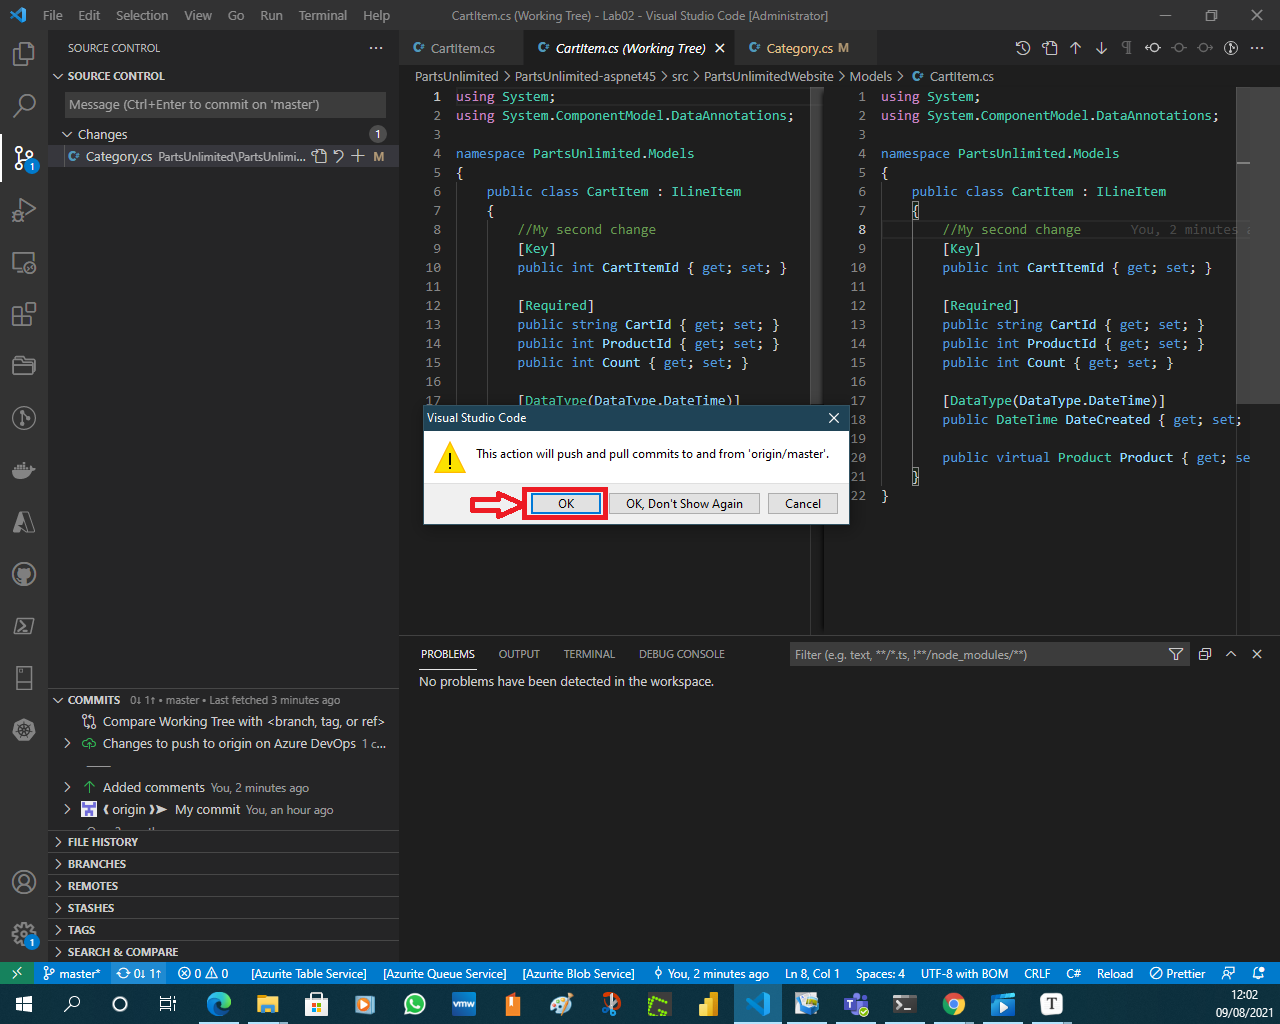 File Edit Selection View Go Run Terminal Help CartItem.cs (Working Tree) - Lab02 - Visual Studio Code [Administrator]
SOURCE CONTROL
SOURCE CONTROL
Message (Ctrl+Enter to commit on 'master')
Changes 1
Category.cs PartsUnlimited\PartsUnlimi... M
1
CartItem.cs CartItem.cs (Working Tree) Category.cs M
PartsUnlimited > PartsUnlimited-aspnet45 > src > PartsUnlimitedWebsite > Models > CartItem.cs
1 using System;
2 using System.ComponentModel.DataAnnotations;
3
4 namespace PartsUnlimited.Models
5 {
6 public class CartItem : ILineItem
7 {
8 //My second change
9 [Key]
10 public int CartItemId { get; set; }
11
12 [Required]
13 public string CartId { get; set; }
14 public int ProductId { get; set; }
15 public int Count { get; set; }
16
17 [DataType(DataType.DateTime)]
1 using System;
2 using System.ComponentModel.DataAnnotations;
3
4 namespace PartsUnlimited.Models
5 {
6 public class CartItem : ILineItem
7 {
8 //My second change You, 2 minutes a
9 [Key]
10 public int CartItemId { get; set; }
11
12 [Required]
13 public string CartId { get; set; }
14 public int ProductId { get; set; }
15 public int Count { get; set; }
16
17 [DataType(DataType.DateTime)]
18 public DateTime DateCreated { get; set;
19
20 public virtual Product Product { get; se
21 }
22 }
Visual Studio Code
This action will push and pull commits to and from 'origin/master'.
OK OK, Don't Show Again Cancel
PROBLEMS OUTPUT TERMINAL DEBUG CONSOLE Filter (e.g. text, **/*.ts, !**/node_modules/**)
No problems have been detected in the workspace.
COMMITS 0↓ 1↑ • master • Last fetched 3 minutes ago
Compare Working Tree with <branch, tag, or ref>
Changes to push to origin on Azure DevOps 1 c...
Added comments You, 2 minutes ago
origin My commit You, an hour ago
FILE HISTORY
BRANCHES
REMOTES
STASHES
TAGS
SEARCH & COMPARE
1
master* 0↓ 1↑ 0 0 [Azurite Table Service] [Azurite Queue Service] [Azurite Blob Service] You, 2 minutes ago Ln 8, Col 1 Spaces: 4 UTF-8 with BOM CRLF C# Reload Prettier
vmw T
12:02
09/08/2021